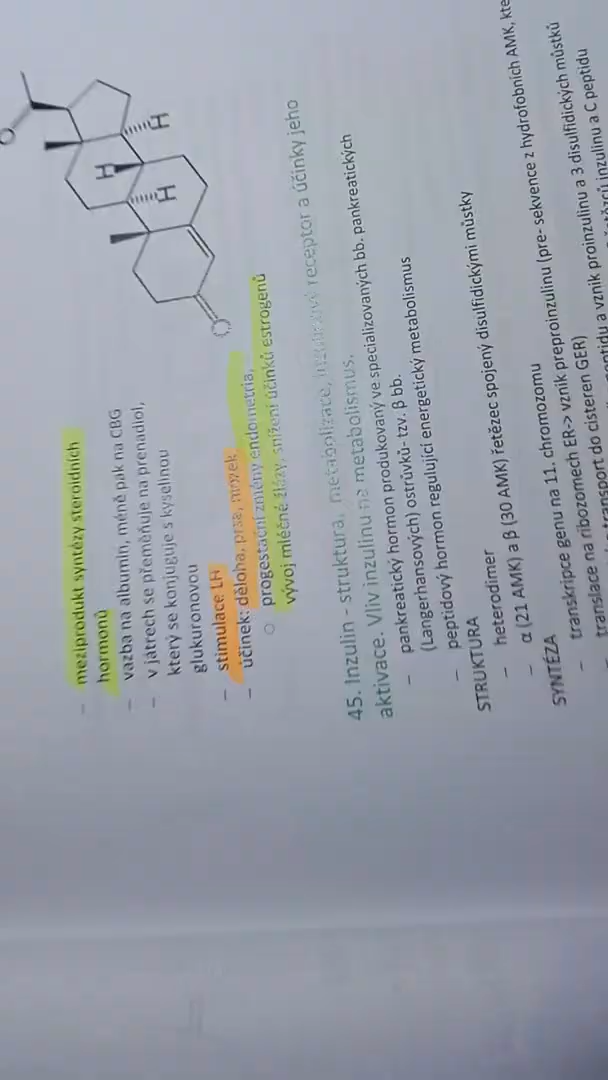 O
H
H
H
O
– meziprodukt syntézy steroidních
hormonů
– vazba na albumin, méně pak na CBG
– v játrech se přeměňuje na prenadiol,
který se konjuguje s kyselinou
glukuronovou
– stimulace LH
– účinek: děloha, prsa, mozek
○ progestační změny endometria,
vývoj mléčné žlázy, snížení účinků estrogenů
45. Inzulin - struktura, metabolizace, receptor a účinky jeho
aktivace. Vliv inzulinu na metabolismus.
– pankreatický hormon produkovaný ve specializovaných bb. pankreatických
(Langerhansových) ostrůvků - tzv. β bb.
– peptidový hormon regulující energetický metabolismus
STRUKTURA
– heterodimer
– α (21 AMK) a β (30 AMK) řetězec spojený disulfidickými můstky
SYNTÉZA
– transkripce genu na 11. chromozomu
– translace na ribozomech ER-> vznik preproinzulinu (pre- sekvence z hydrofobních AMK, kte
transport do cisteren GER)
a vznik proinzulinu a 3 disulfidických můstků
inzulinu a C peptidu